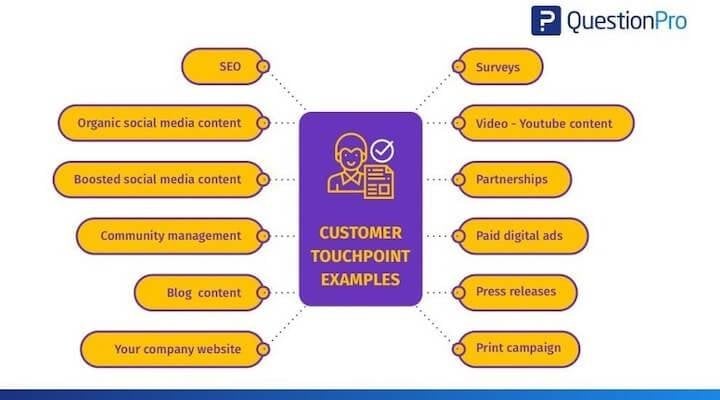 QuestionPro
SEO
Organic social media content
Boosted social media content
Community management
Blog content
Your company website
CUSTOMER
TOUCHPOINT
EXAMPLES
Surveys
Video - Youtube content
Partnerships
Paid digital ads
Press releases
Print campaign